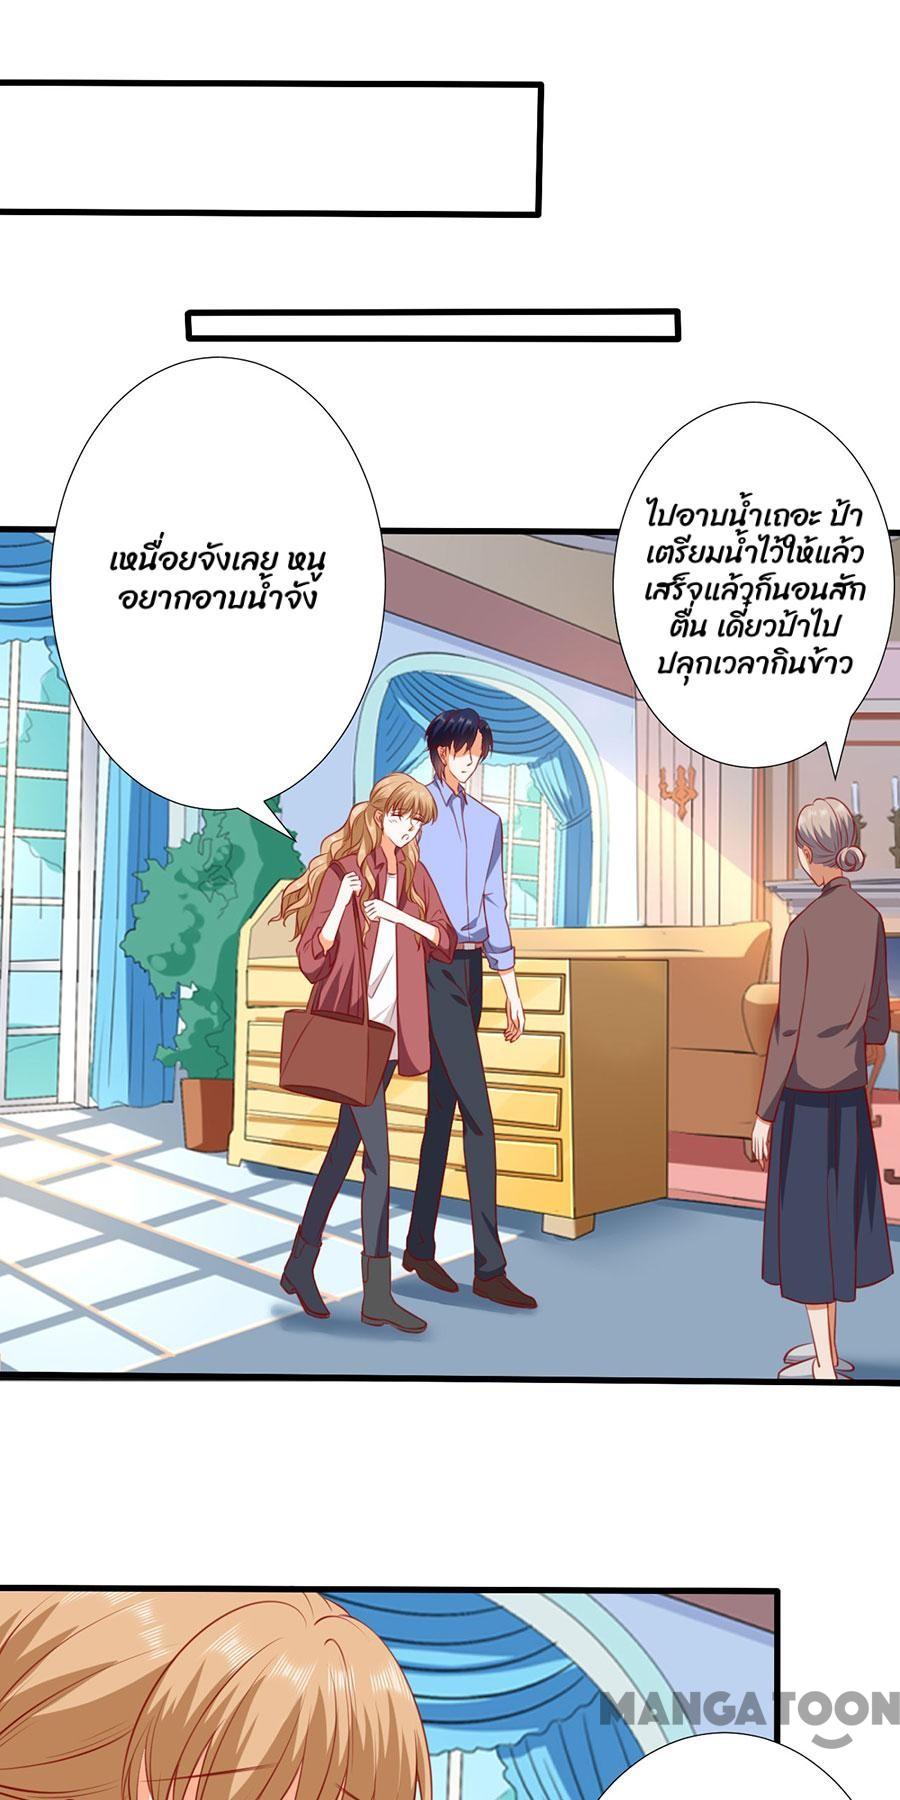 เหนื่อยจังเลย หนู
อยากอาบน้ำจัง
ไปอาบน้ำเถอะ ป้า
เตรียมน้ำไว้ให้แล้ว
เสร็จแล้วก็นอนสัก
ตื่น เดี๋ยวป้าไป
ปลุกเวลากินข้าว
MANGATOON